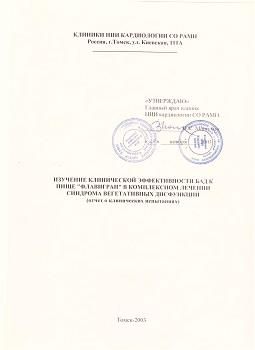 КЛИНИКИ НИИ КАРДИОЛОГИИ СО РАМН
Россия, г.Томск, ул. Киевская, 111А
«УТВЕРЖДАЮ»
Главный врач клиник
НИИ кардиологии СО РАМН
ИЗУЧЕНИЕ КЛИНИЧЕСКОЙ ЭФФЕКТИВНОСТИ БАД К
ПИЩЕ "ФЛАВИГРАН" В КОМПЛЕКСНОМ ЛЕЧЕНИИ
СИНДРОМА ВЕГЕТАТИВНЫХ ДИСФУНКЦИЙ
(отчет о клинических испытаниях)
Томск-2003